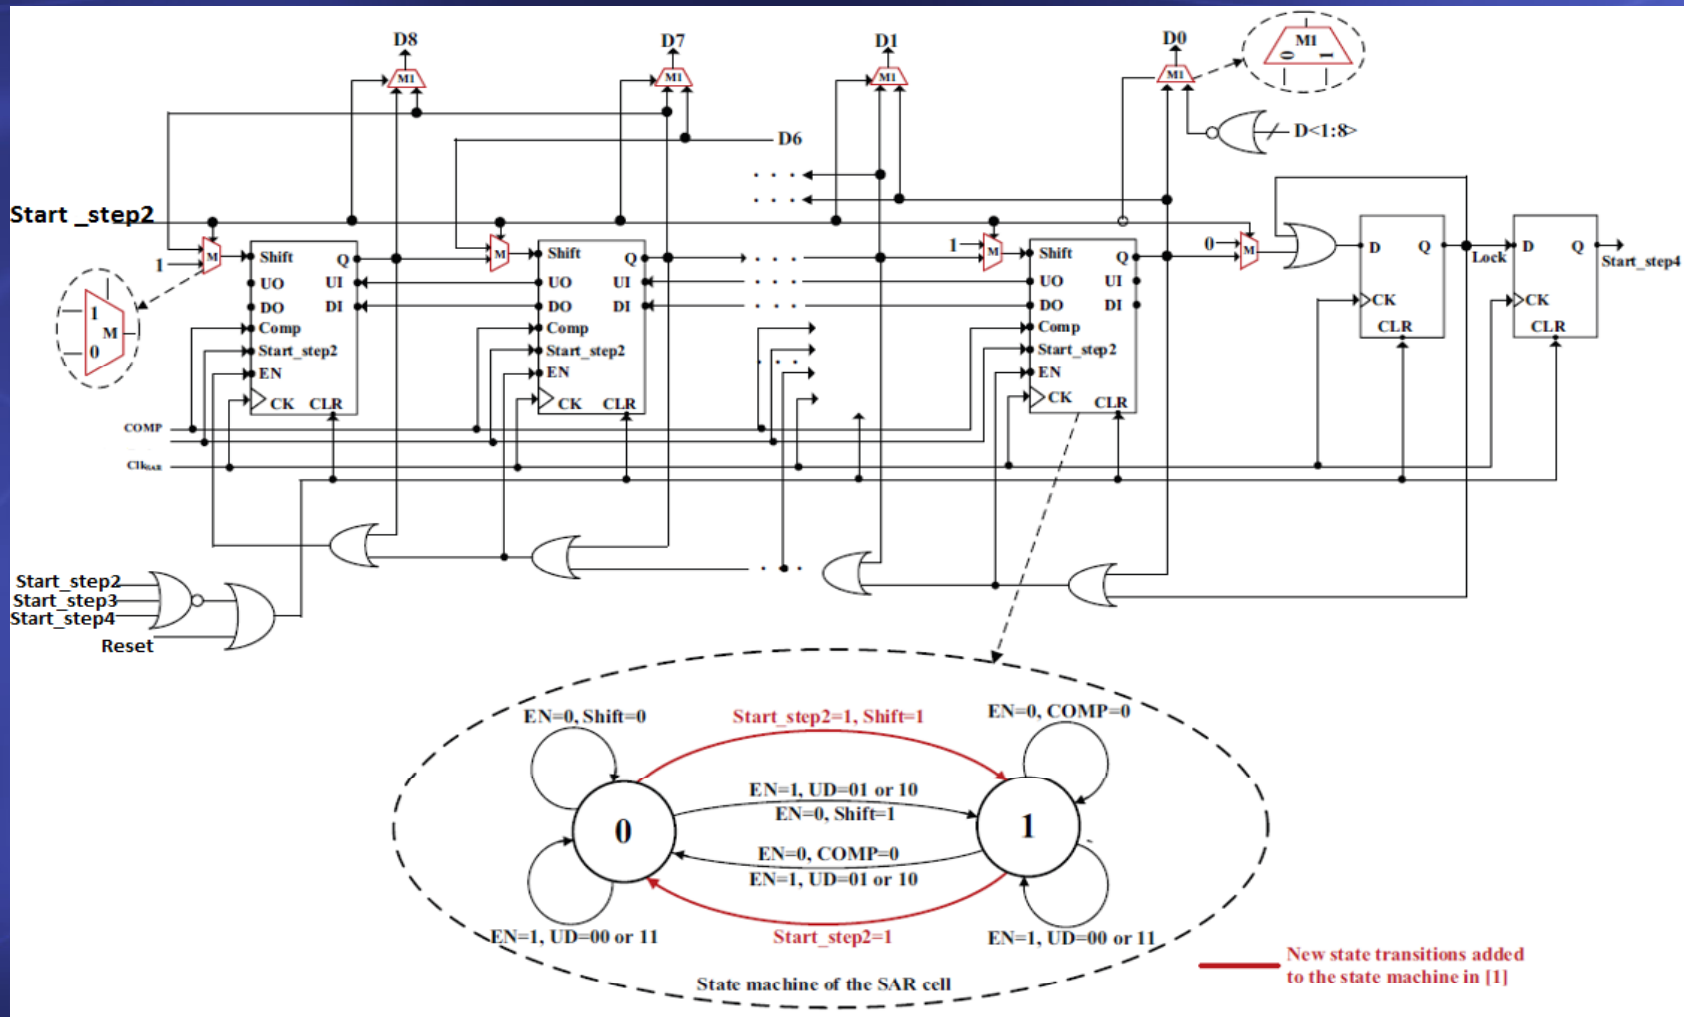 D8
D7
D1
D0
M1
0 1
M1
M1
M1
M1
D<1:8>
D6
. . .
. . .
Start _step2
1
M
Shift
Q
UO
UI
DO
DI
Comp
Start_step2
EN
CK
CLR
M
Shift
Q
UO
UI
DO
DI
Comp
Start_step2
EN
CK
CLR
. . .
. . .
. . .
. . .
1
M
Shift
Q
UO
UI
DO
DI
Comp
Start_step2
EN
CK
CLR
0
M
D
Q
CK
CLR
Lock
D
Q
CK
CLR
Start_step4
1
M
0
COMP
Clk_SAR
. . .
Start_step2
Start_step3
Start_step4
Reset
EN=0, Shift=0
Start_step2=1, Shift=1
EN=0, COMP=0
EN=1, UD=01 or 10
EN=0, Shift=1
0
1
EN=0, COMP=0
EN=1, UD=01 or 10
EN=1, UD=00 or 11
Start_step2=1
EN=1, UD=00 or 11
State machine of the SAR cell
New state transitions added
to the state machine in [1]